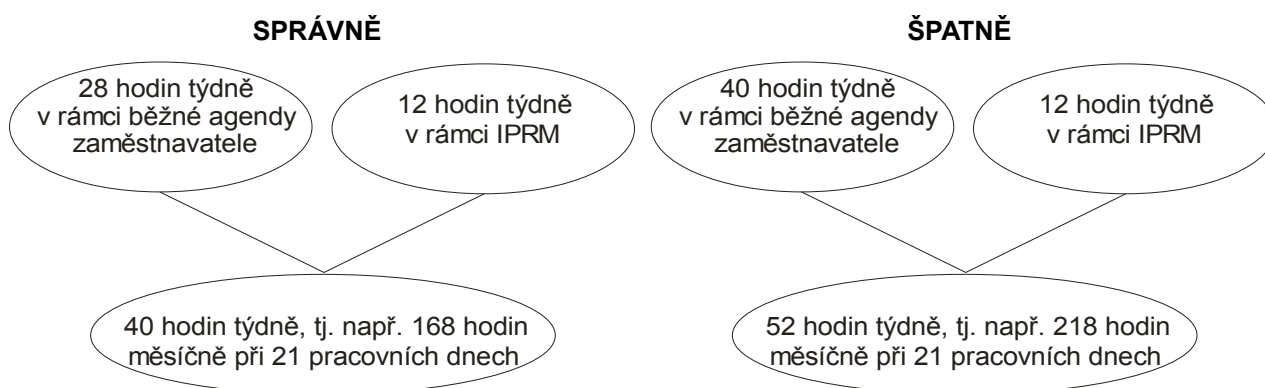 SPRÁVNĚ
28 hodin týdně
v rámci běžné agendy
zaměstnavatele
12 hodin týdně
v rámci IPRM
40 hodin týdně, tj. např. 168 hodin
měsíčně při 21 pracovních dnech
ŠPATNĚ
40 hodin týdně
v rámci běžné agendy
zaměstnavatele
12 hodin týdně
v rámci IPRM
52 hodin týdně, tj. např. 218 hodin
měsíčně při 21 pracovních dnech